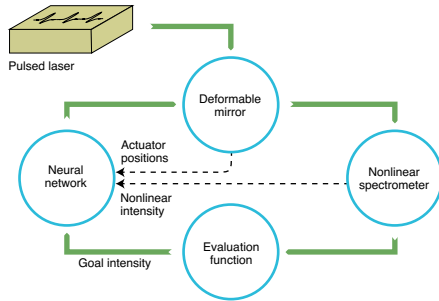 Pulsed laser
Deformable
mirror
Actuator
positions
Neural
network
Nonlinear
intensity
Nonlinear
spectrometer
Goal intensity
Evaluation
function